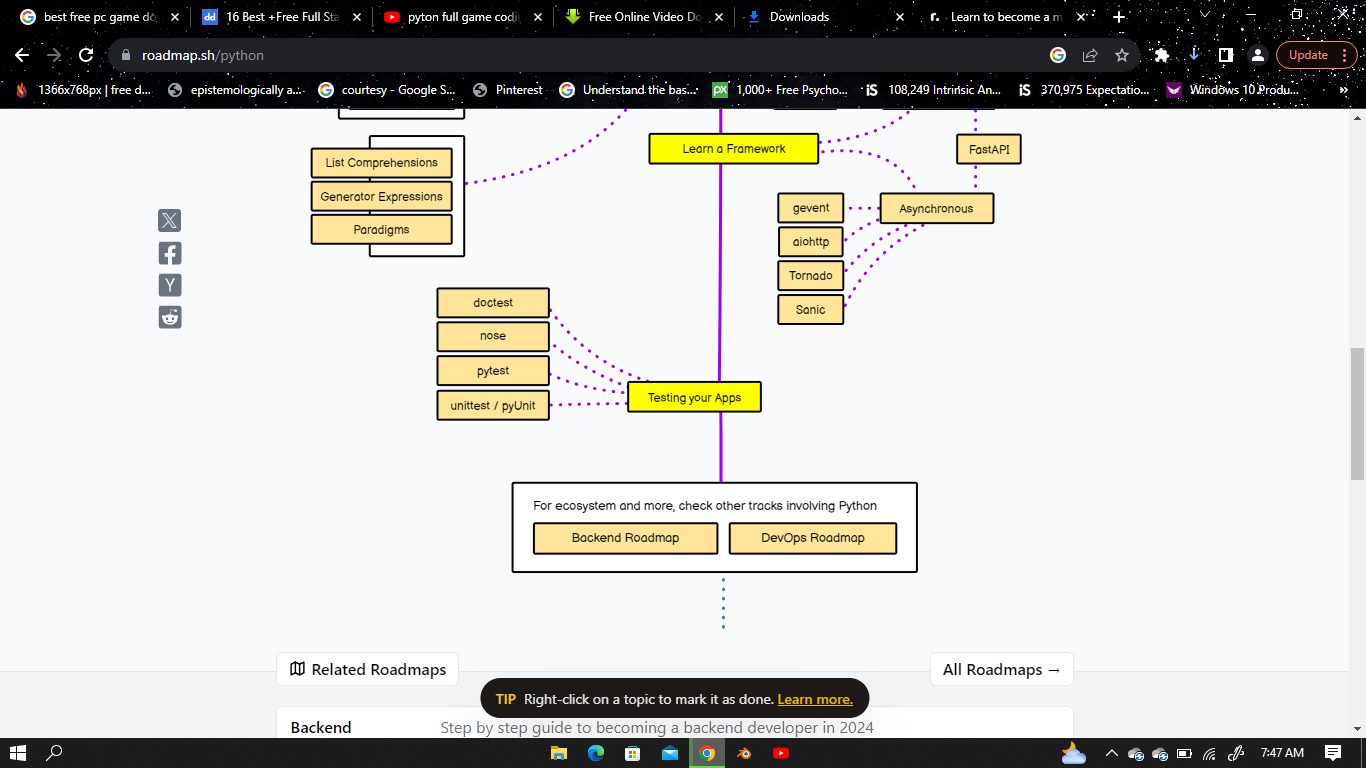 best free pc game do
16 Best +Free Full Sta
pyton full game codi
Free Online Video Do
Downloads
r. Learn to become a m
roadmap.sh/python
Update
1366x768px | free d...
epistemologically a...
courtesy - Google S...
Pinterest
Understand the bas...
px 1,000+ Free Psycho...
iS 108,249 Intrinsic An...
iS 370,975 Expectatio...
Windows 10 Produ...
Learn a Framework
FastAPI
List Comprehensions
Generator Expressions
Paradigms
gevent
Asynchronous
aiohttp
Tornado
Sanic
doctest
nose
pytest
unittest / pyUnit
Testing your Apps
For ecosystem and more, check other tracks involving Python
Backend Roadmap
DevOps Roadmap
Related Roadmaps
All Roadmaps →
TIP Right-click on a topic to mark it as done. Learn more.
Backend
Step by step guide to becoming a backend developer in 2024
7:47 AM